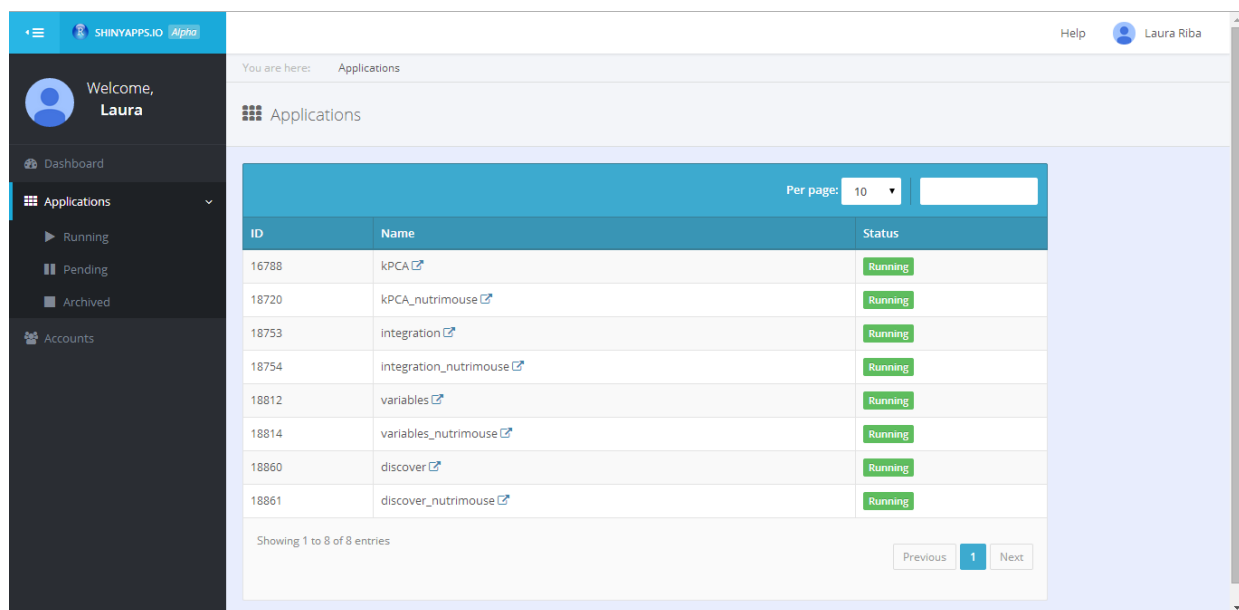 SHINYAPPS.IO Alpha
Help Laura Riba
Welcome,
Laura
Dashboard
Applications
Running
Pending
Archived
Accounts
You are here: Applications
Applications
Per page: 10
ID Name Status
16788 kPCA Running
18720 kPCA_nutrimouse Running
18753 integration Running
18754 integration_nutrimouse Running
18812 variables Running
18814 variables_nutrimouse Running
18860 discover Running
18861 discover_nutrimouse Running
Showing 1 to 8 of 8 entries
Previous 1 Next